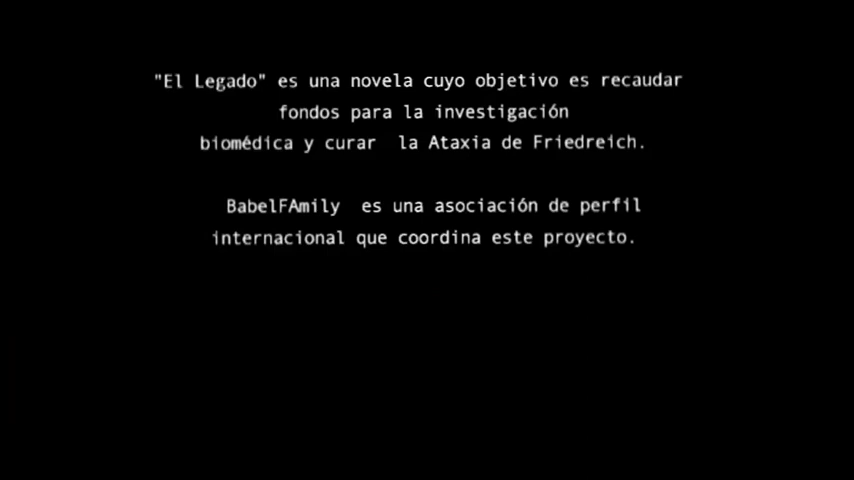 "El Legado" es una novela cuyo objetivo es recaudar
fondos para la investigación
biomédica y curar  la Ataxia de Friedreich.
BabelFAmily  es una asociación de perfil
internacional que coordina este proyecto.